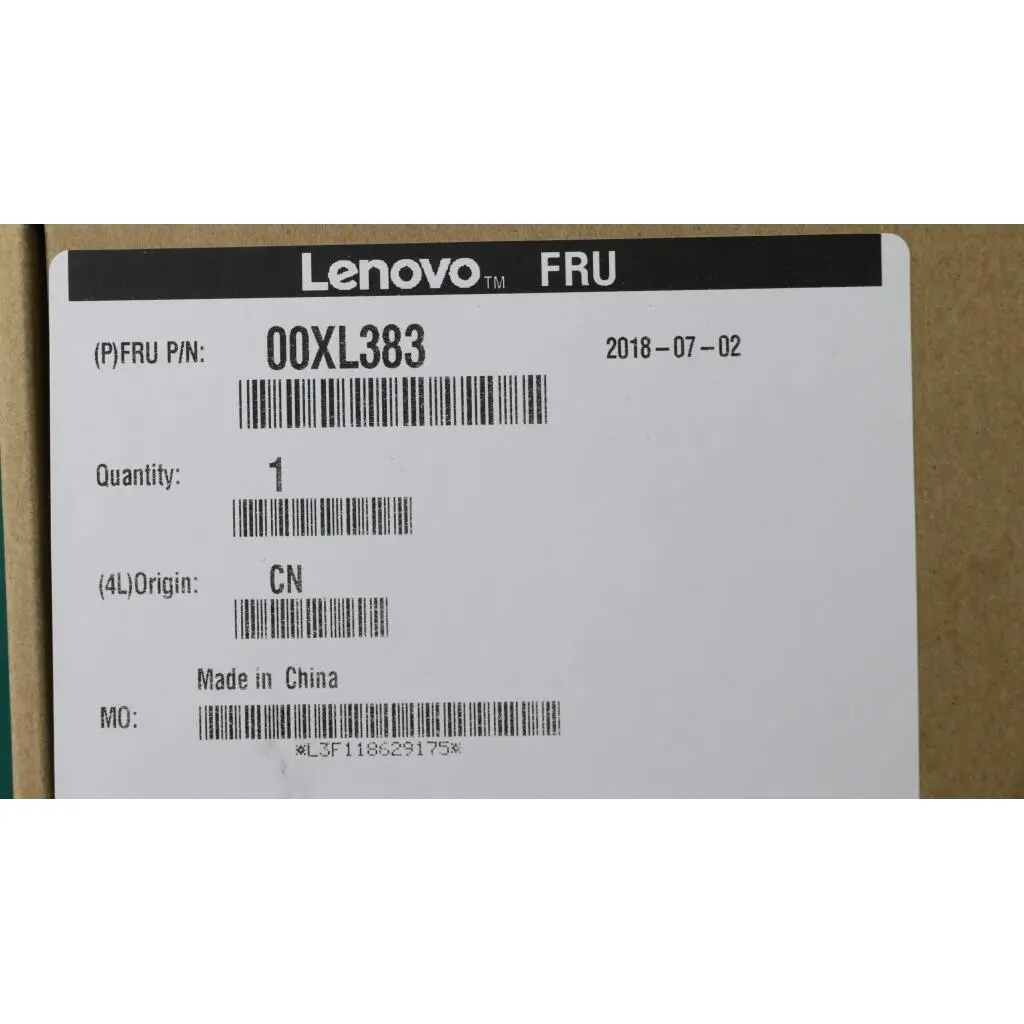 Lenovo™ FRU
(P)FRU P/N: 00XL383 2018-07-02
Quantity: 1
(4L)Origin: CN
Made in China
MO:
*L3F118629175*